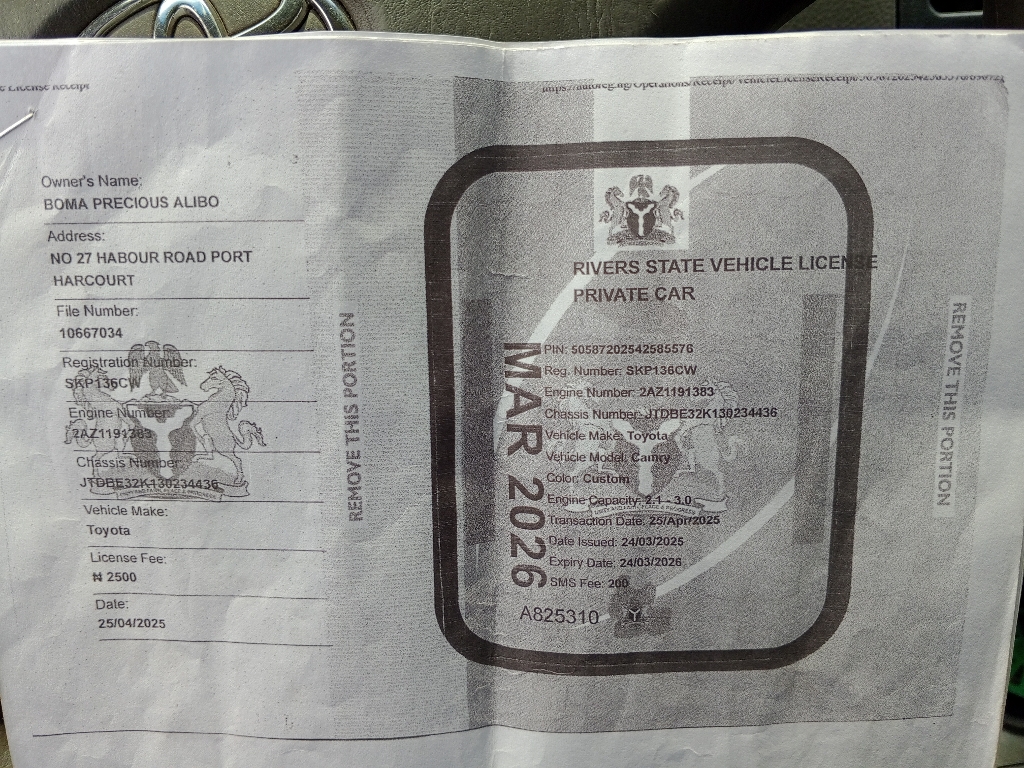 Owner's Name:
BOMA PRECIOUS ALIBO
Address:
NO 27 HABOUR ROAD PORT
HARCOURT
File Number:
10667034
Registration Number:
SKP136CW
Engine Number:
2AZ1191383
Chassis Number:
JTDBE32K130234436
Vehicle Make:
Toyota
License Fee:
₦ 2500
Date:
25/04/2025
REMOVE THIS PORTION
RIVERS STATE VEHICLE LICENSE
PRIVATE CAR
MAR 2026
PIN: 50587202542585576
Reg. Number: SKP136CW
Engine Number: 2AZ1191383
Chassis Number: JTDBE32K130234436
Vehicle Make: Toyota
Vehicle Model: Camry
Color: Custom
Engine Capacity: 2.1 - 3.0
Transaction Date: 25/Apr/2025
Date Issued: 24/03/2025
Expiry Date: 24/03/2026
SMS Fee: 200
A825310
REMOVE THIS PORTION